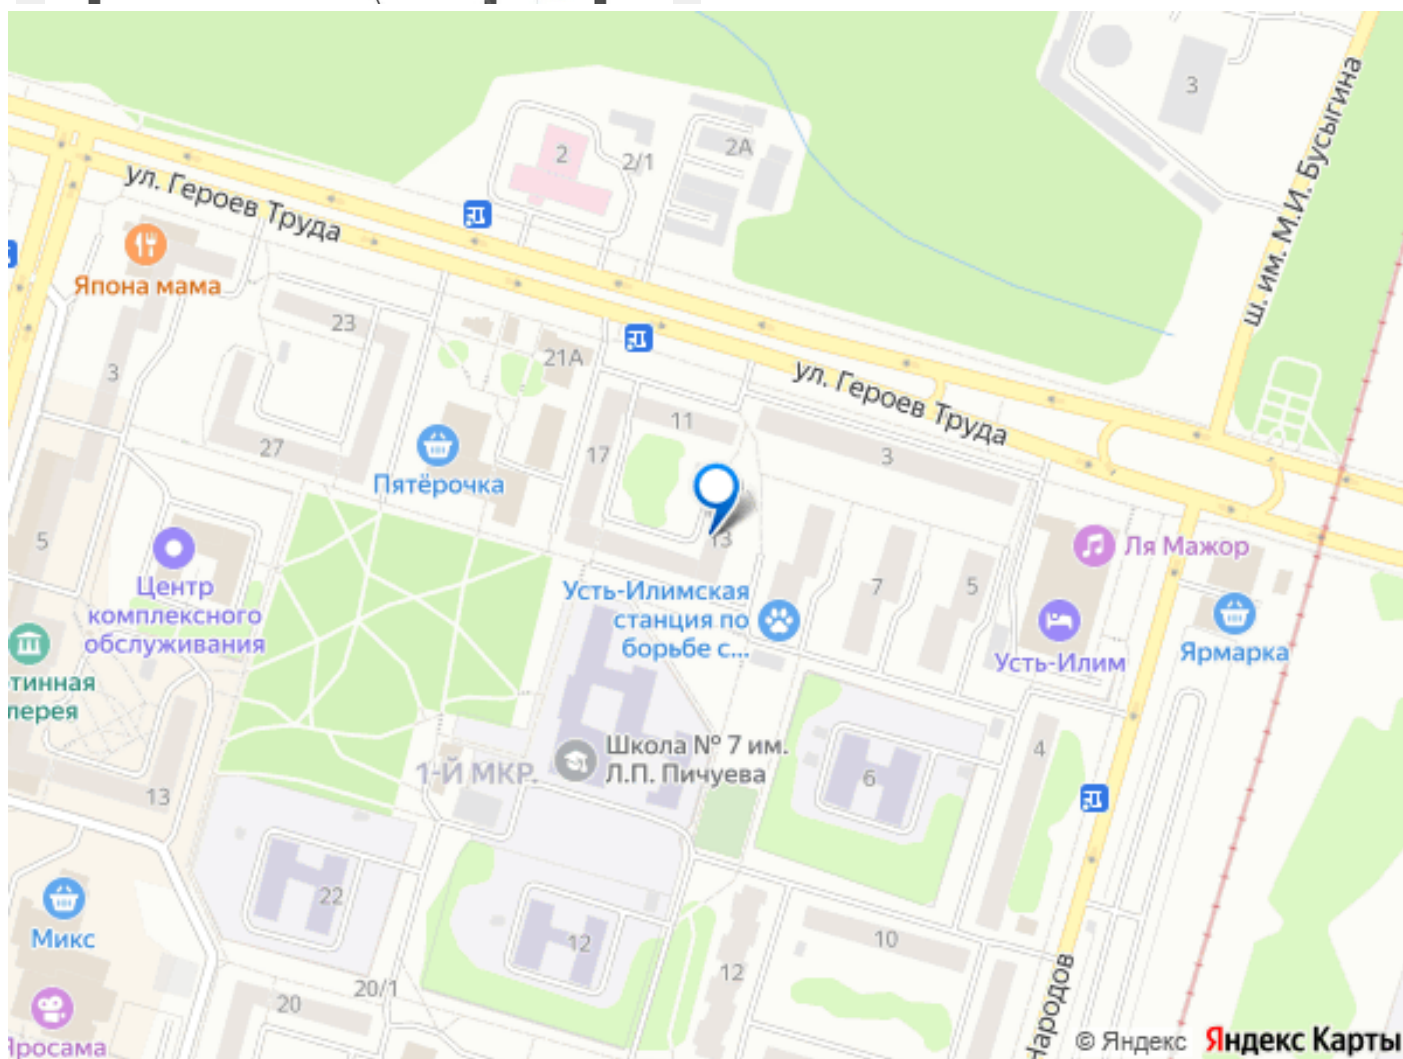 3
ш. им. М.И. Бусыгина
2
2/1
2А
ул. Героев Труда
Япона мама
23
3
21А
ул. Героев Труда
11
27
17
3
Пятёрочка
5
13
Ля Мажор
Центр
комплексного
обслуживания
Усть-Илимская
станция по
борьбе с...
7
5
Усть-Илим
Ярмарка
тинная
лерея
Школа № 7 им.
Л.П. Пичуева
1-Й МКР.
4
6
13
22
Микс
12
10
12
20
20/1
Народов
Яросама
© Яндекс Яндекс Карты